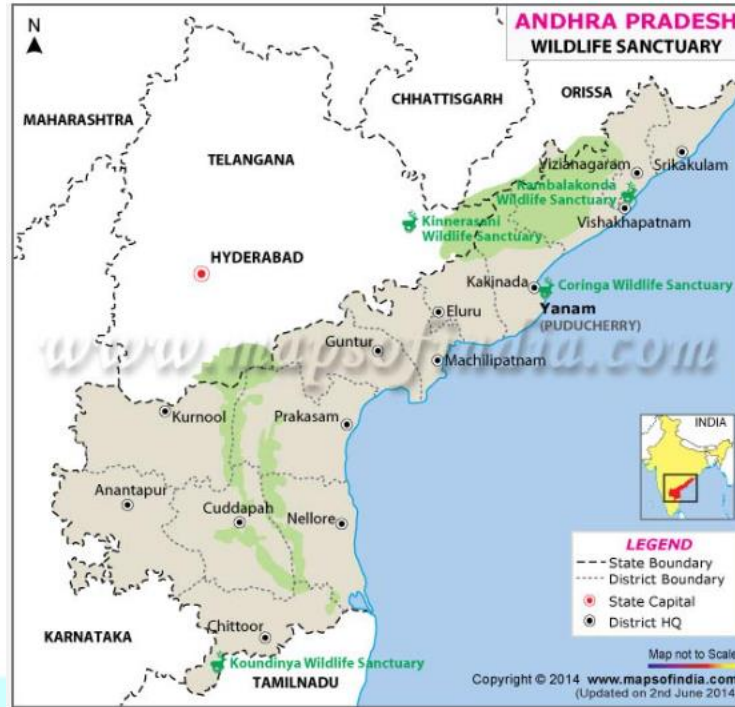 ANDHRA PRADESH
WILDLIFE SANCTUARY
N
MAHARASHTRA
CHHATTISGARH
ORISSA
TELANGANA
Vizianagaram
Srikakulam
Kambalakonda
Wildlife Sanctuary
Vishakhapatnam
Kinnerasani
Wildlife Sanctuary
HYDERABAD
Kakinada
Coringa Wildlife Sanctuary
Yanam
(PUDUCHERRY)
Eluru
Guntur
Machilipatnam
www.mapsofindia.com
Kurnool
Prakasam
INDIA
Anantapur
Cuddapah
Nellore
LEGEND
State Boundary
District Boundary
State Capital
District HQ
KARNATAKA
Chittoor
Koundinya Wildlife Sanctuary
TAMILNADU
Map not to Scale
Copyright © 2014 www.mapsofindia.com
(Updated on 2nd June 2014)